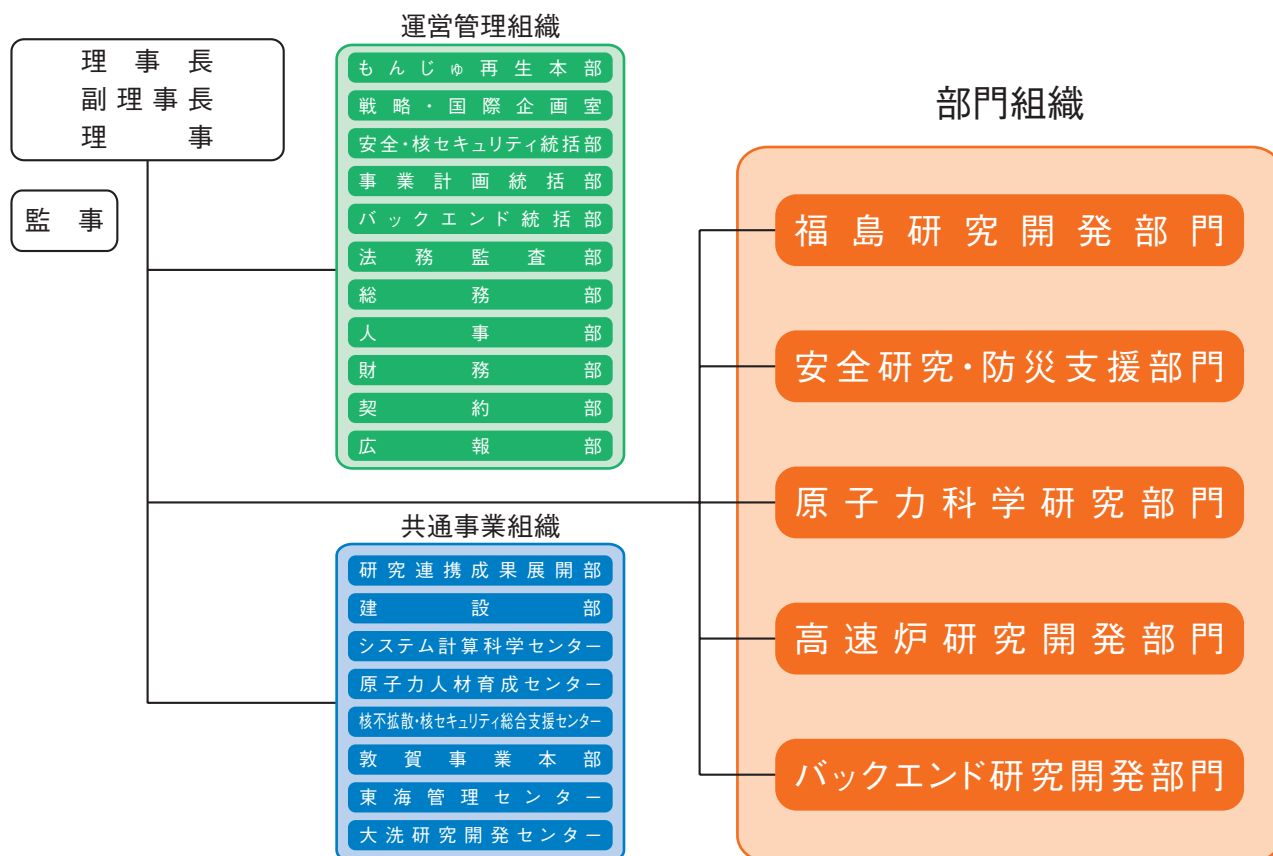 理事長
副理事長
理事
監事
運営管理組織
もんじゅ再生本部
戦略・国際企画室
安全・核セキュリティ統括部
事業計画統括部
バックエンド統括部
法務監査部
総務部
人事部
財務部
契約部
広報部
共通事業組織
研究連携成果展開部
建設部
システム計算科学センター
原子力人材育成センター
核不拡散・核セキュリティ総合支援センター
敦賀事業本部
東海管理センター
大洗研究開発センター
部門組織
福島研究開発部門
安全研究・防災支援部門
原子力科学研究部門
高速炉研究開発部門
バックエンド研究開発部門